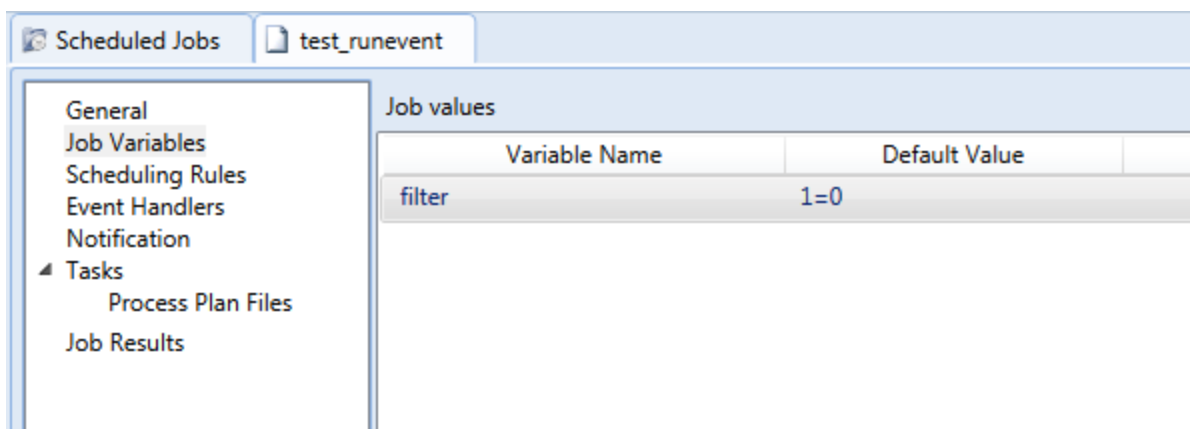 Scheduled Jobs test_runevent
General
Job Variables
Scheduling Rules
Event Handlers
Notification
Tasks
Process Plan Files
Job Results
Job values
Variable Name Default Value
filter 1=0